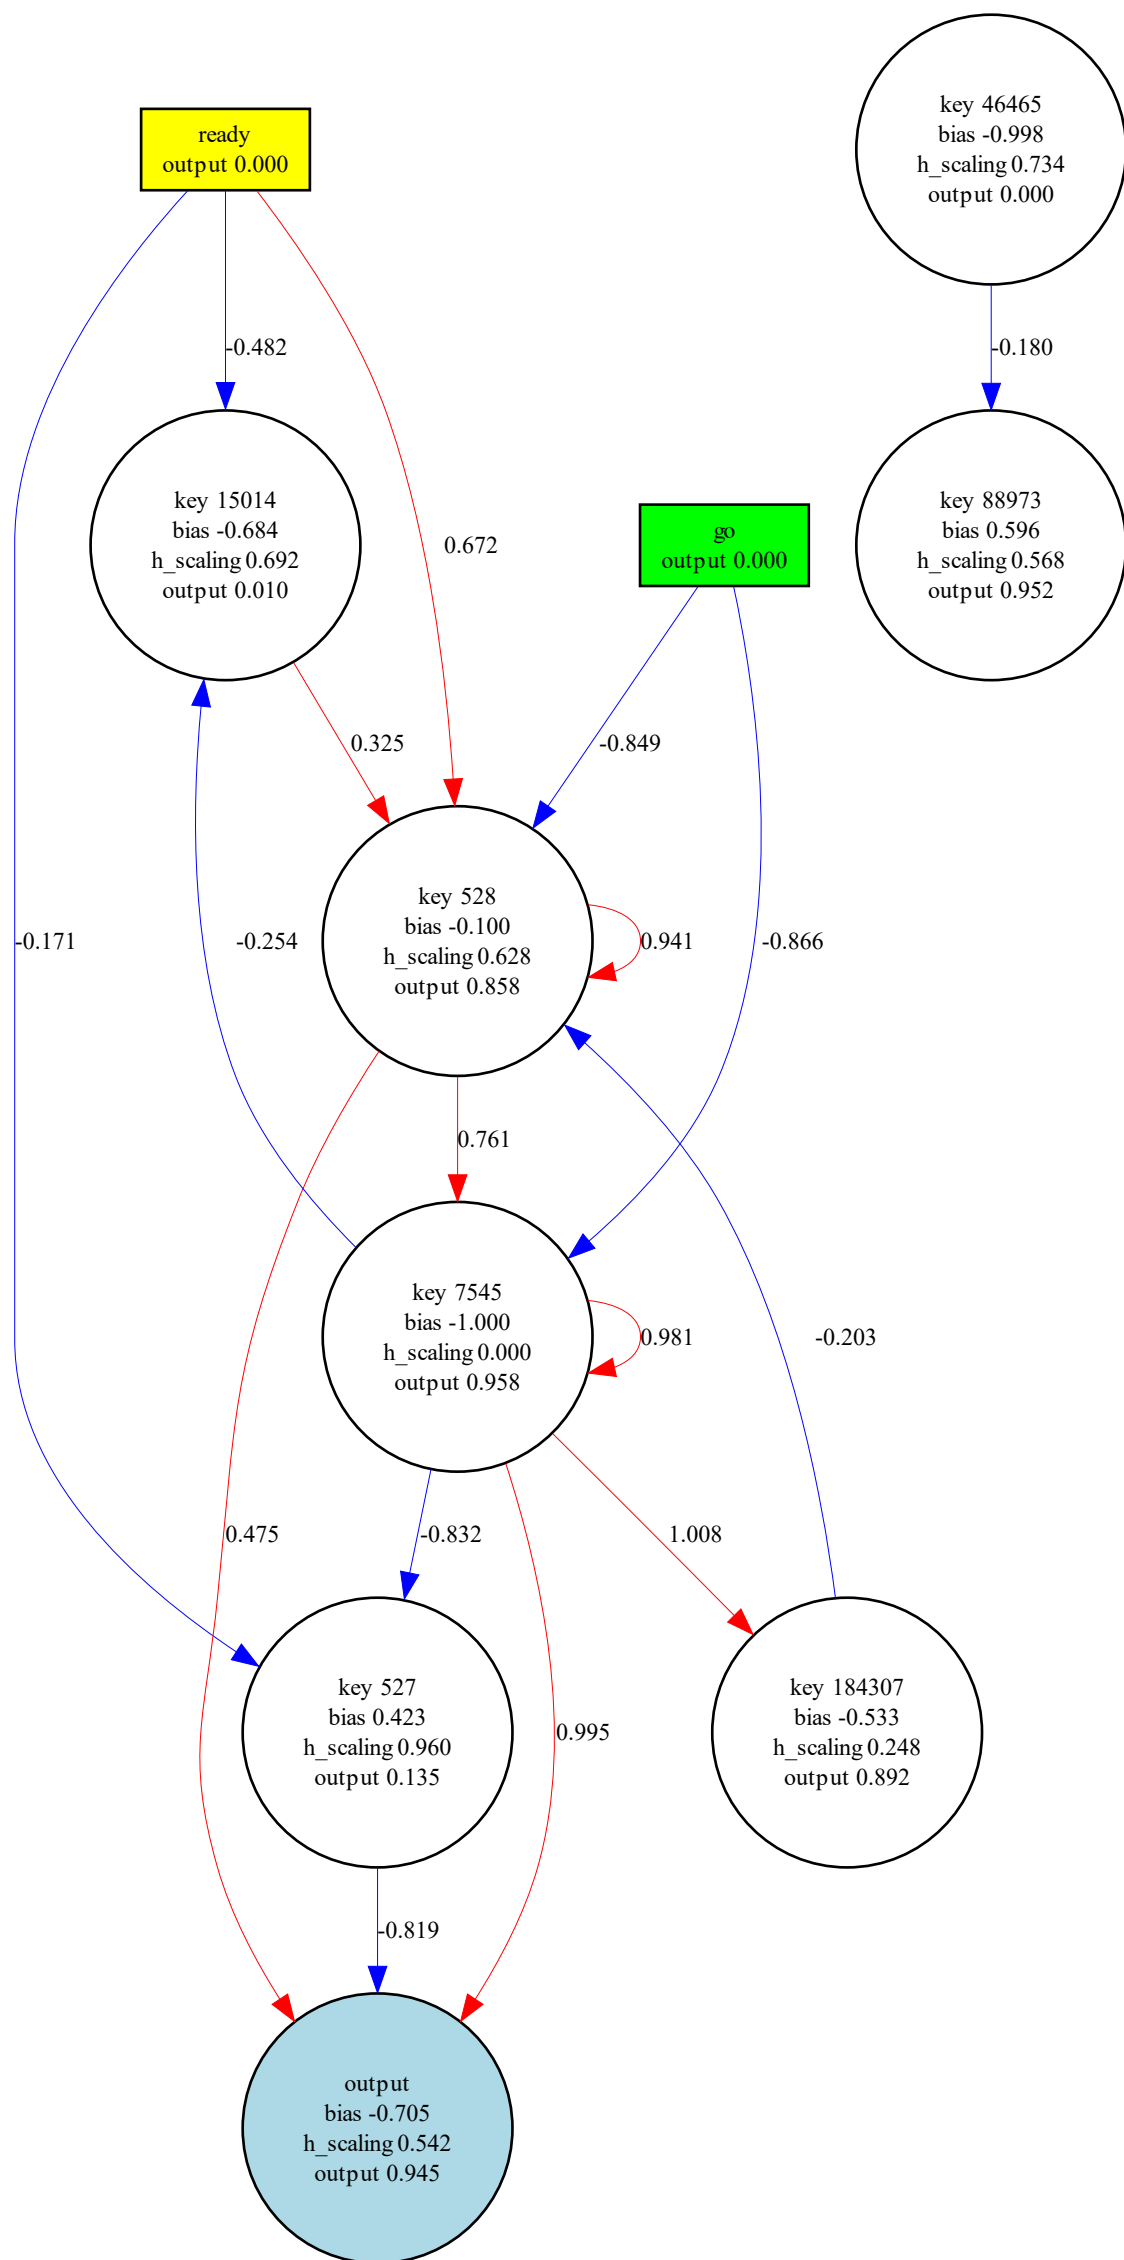 key 46465
bias -0.998
h_scaling 0.734
output 0.000
ready
output 0.000
-0.482
-0.180
key 15014
bias -0.684
h_scaling 0.692
output 0.010
0.672
go
output 0.000
key 88973
bias 0.596
h_scaling 0.568
output 0.952
0.325
-0.849
-0.171
-0.254
key 528
bias -0.100
h_scaling 0.628
output 0.858
0.941
-0.866
0.761
key 7545
bias -1.000
h_scaling 0.000
output 0.958
0.981
-0.203
0.475
-0.832
1.008
key 527
bias 0.423
h_scaling 0.960
output 0.135
0.995
key 184307
bias -0.533
h_scaling 0.248
output 0.892
-0.819
output
bias -0.705
h_scaling 0.542
output 0.945